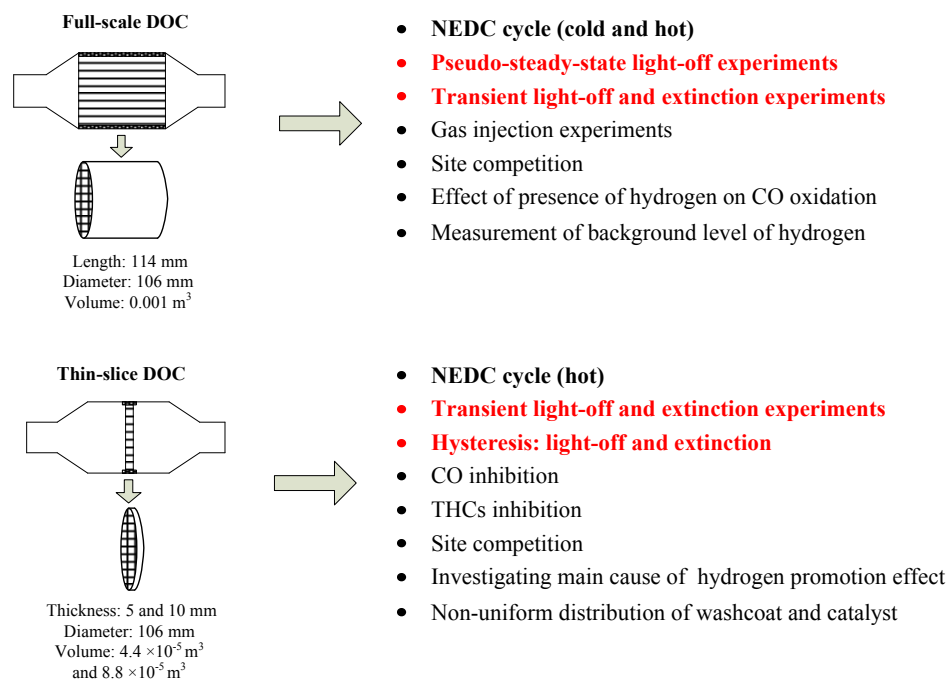 Full-scale DOC
Length: 114 mm
Diameter: 106 mm
Volume: 0.001 m³
• NEDC cycle (cold and hot)
• Pseudo-steady-state light-off experiments
• Transient light-off and extinction experiments
• Gas injection experiments
• Site competition
• Effect of presence of hydrogen on CO oxidation
• Measurement of background level of hydrogen
Thin-slice DOC
Thickness: 5 and 10 mm
Diameter: 106 mm
Volume: 4.4 ×10⁻⁵ m³
and 8.8 ×10⁻⁵ m³
• NEDC cycle (hot)
• Transient light-off and extinction experiments
• Hysteresis: light-off and extinction
• CO inhibition
• THCs inhibition
• Site competition
• Investigating main cause of hydrogen promotion effect
• Non-uniform distribution of washcoat and catalyst